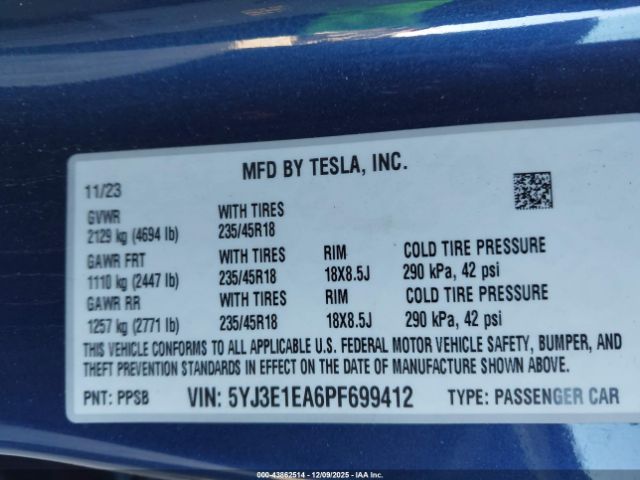 MFD BY TESLA, INC.
11/23
GVWR WITH TIRES
2129 kg (4694 lb) 235/45R18
GAWR FRT WITH TIRES RIM COLD TIRE PRESSURE
1110 kg (2447 lb) 235/45R18 18X8.5J 290 kPa, 42 psi
GAWR RR WITH TIRES RIM COLD TIRE PRESSURE
1257 kg (2771 lb) 235/45R18 18X8.5J 290 kPa, 42 psi
THIS VEHICLE CONFORMS TO ALL APPLICABLE U.S. FEDERAL MOTOR VEHICLE SAFETY, BUMPER, AND
THEFT PREVENTION STANDARDS IN EFFECT ON THE DATE OF MANUFACTURE SHOWN ABOVE.
PNT: PPSB VIN: 5YJ3E1EA6PF699412 TYPE: PASSENGER CAR
000-43862514 - 12/09/2025 - IAA Inc.